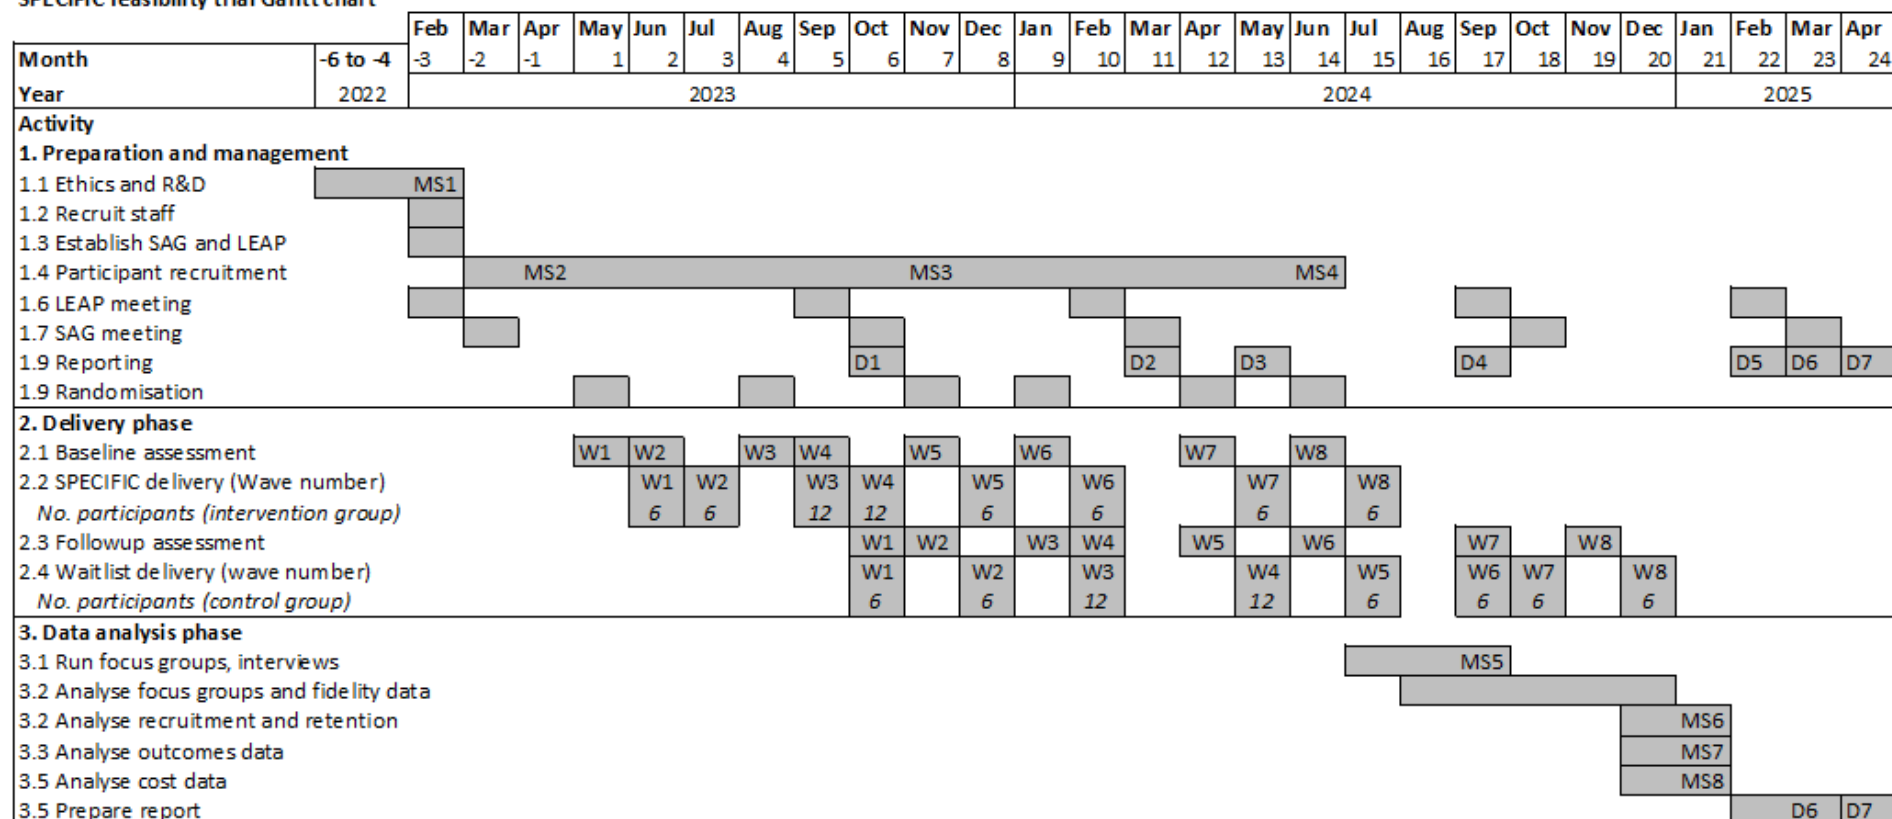 SPECIFIC feasibility trial Gantt chart
Feb Mar Apr May Jun Jul Aug Sep Oct Nov Dec Jan Feb Mar Apr May Jun Jul Aug Sep Oct Nov Dec Jan Feb Mar Apr
Month -6 to -4 -3 -2 -1 1 2 3 4 5 6 7 8 9 10 11 12 13 14 15 16 17 18 19 20 21 22 23 24
Year 2022 2023 2024 2025
Activity
1. Preparation and management
1.1 Ethics and R&D MS1
1.2 Recruit staff
1.3 Establish SAG and LEAP
1.4 Participant recruitment MS2 MS3 MS4
1.6 LEAP meeting
1.7 SAG meeting
1.9 Reporting D1 D2 D3 D4 D5 D6 D7
1.9 Randomisation
2. Delivery phase
2.1 Baseline assessment W1 W2 W3 W4 W5 W6 W7 W8
2.2 SPECIFIC delivery (Wave number) W1 W2 W3 W4 W5 W6 W7 W8
No. participants (intervention group) 6 6 12 12 6 6 6 6
2.3 Followup assessment W1 W2 W3 W4 W5 W6 W7 W8
2.4 Waitlist delivery (wave number) W1 W2 W3 W4 W5 W6 W7 W8
No. participants (control group) 6 6 12 12 6 6 6 6
3. Data analysis phase
3.1 Run focus groups, interviews MS5
3.2 Analyse focus groups and fidelity data
3.2 Analyse recruitment and retention MS6
3.3 Analyse outcomes data MS7
3.5 Analyse cost data MS8
3.5 Prepare report D6 D7